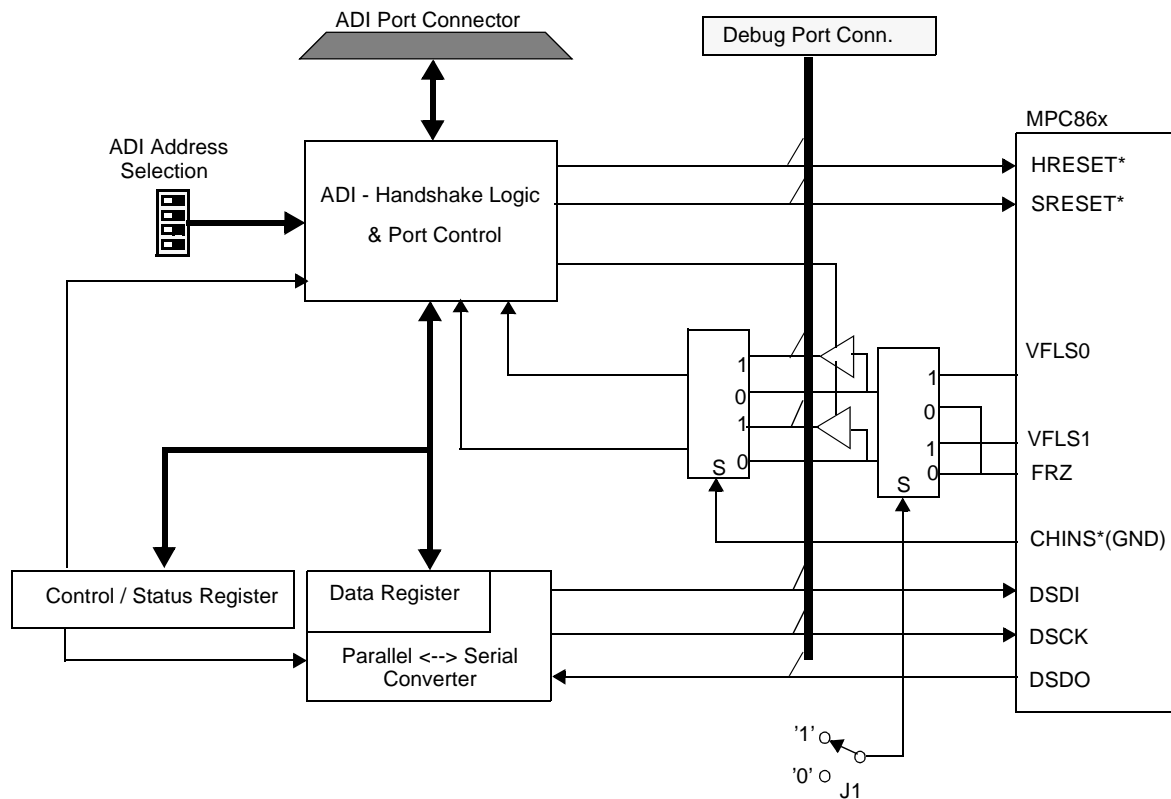 ADI Port Connector
Debug Port Conn.
MPC86x
ADI Address
Selection
ADI - Handshake Logic
& Port Control
HRESET*
SRESET*
VFLS0
VFLS1
FRZ
CHINS*(GND)
DSDI
DSCK
DSDO
1
0
1
0
S
1
0
1
0
S
Control / Status Register
Data Register
Parallel <--> Serial
Converter
'1'
'0'
J1